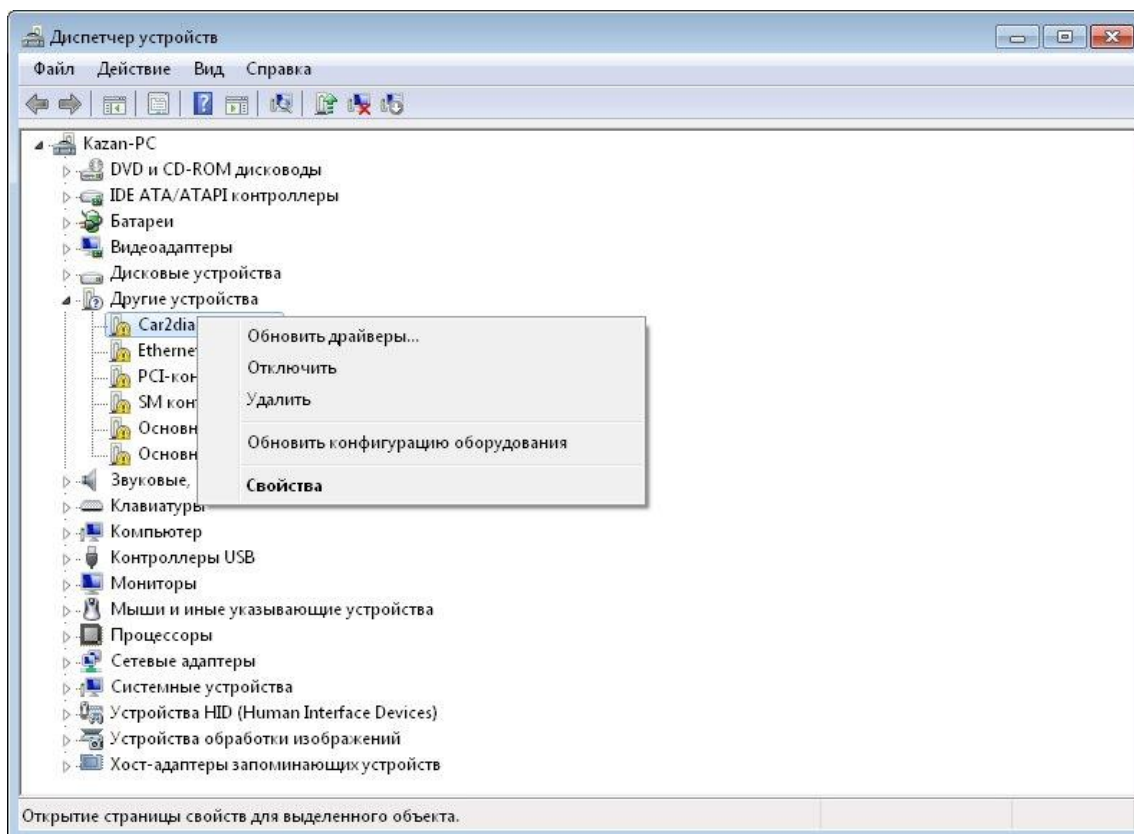 Диспетчер устройств
Файл Действие Вид Справка
Kazan-PC
DVD и CD-ROM дисководы
IDE ATA/ATAPI контроллеры
Батареи
Видеоадаптеры
Дисковые устройства
Другие устройства
Car2dia
Etherne
PCI-кон
SM кон
Основн
Основн
Обновить драйверы...
Отключить
Удалить
Обновить конфигурацию оборудования
Свойства
Звуковые,
Клавиатуры
Компьютер
Контроллеры USB
Мониторы
Мыши и иные указывающие устройства
Процессоры
Сетевые адаптеры
Системные устройства
Устройства HID (Human Interface Devices)
Устройства обработки изображений
Хост-адаптеры запоминающих устройств
Открытие страницы свойств для выделенного объекта.